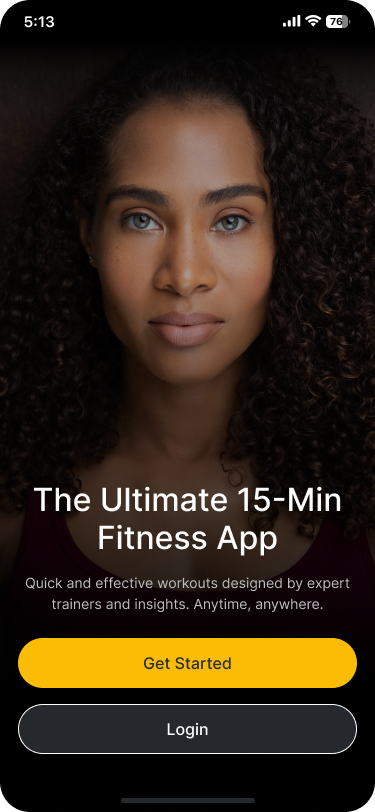 5:13
76
The Ultimate 15-Min
Fitness App
Quick and effective workouts designed by expert
trainers and insights. Anytime, anywhere.
Get Started
Login